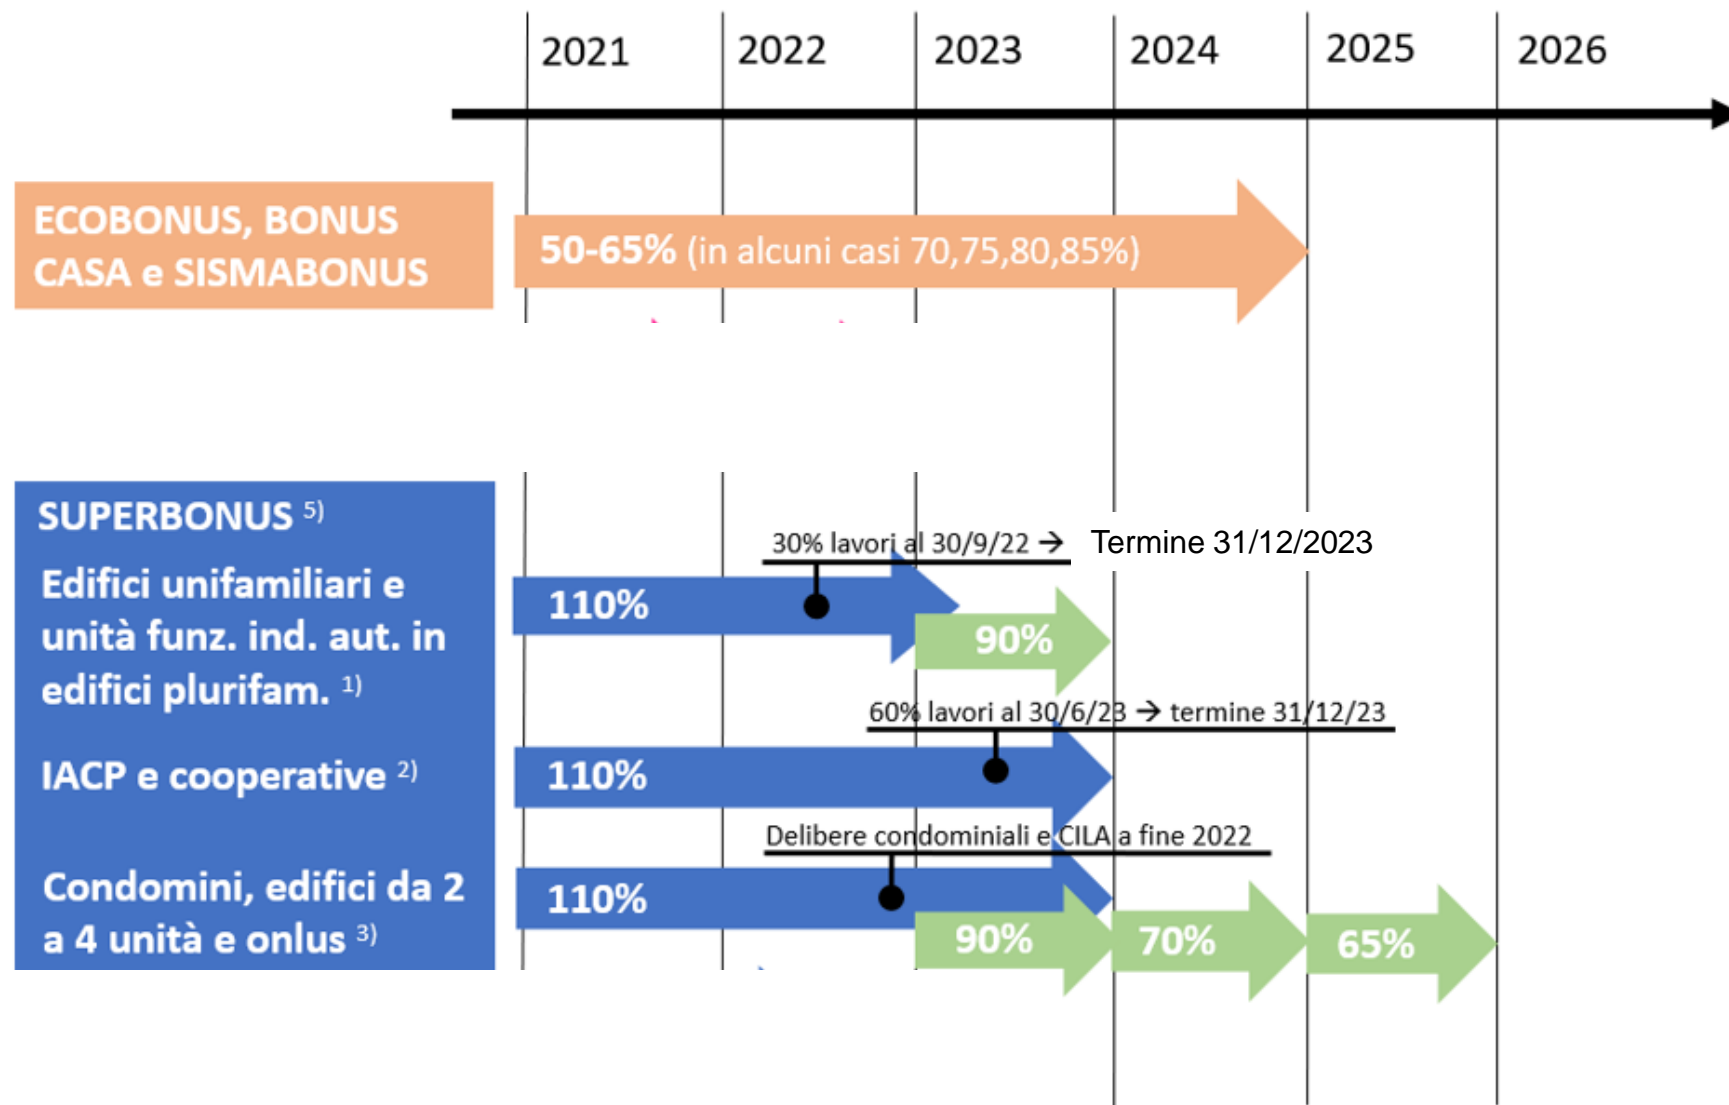 2021
2022
2023
2024
2025
2026
ECOBONUS, BONUS
CASA e SISMABONUS
50-65% (in alcuni casi 70,75,80,85%)
SUPERBONUS 5)
30% lavori al 30/9/22 → Termine 31/12/2023
Edifici unifamiliari e
unità funz. ind. aut. in
edifici plurifam. 1)
110%
90%
60% lavori al 30/6/23 → termine 31/12/23
IACP e cooperative 2)
110%
Delibere condominiali e CILA a fine 2022
Condomini, edifici da 2
a 4 unità e onlus 3)
110%
90%
70%
65%